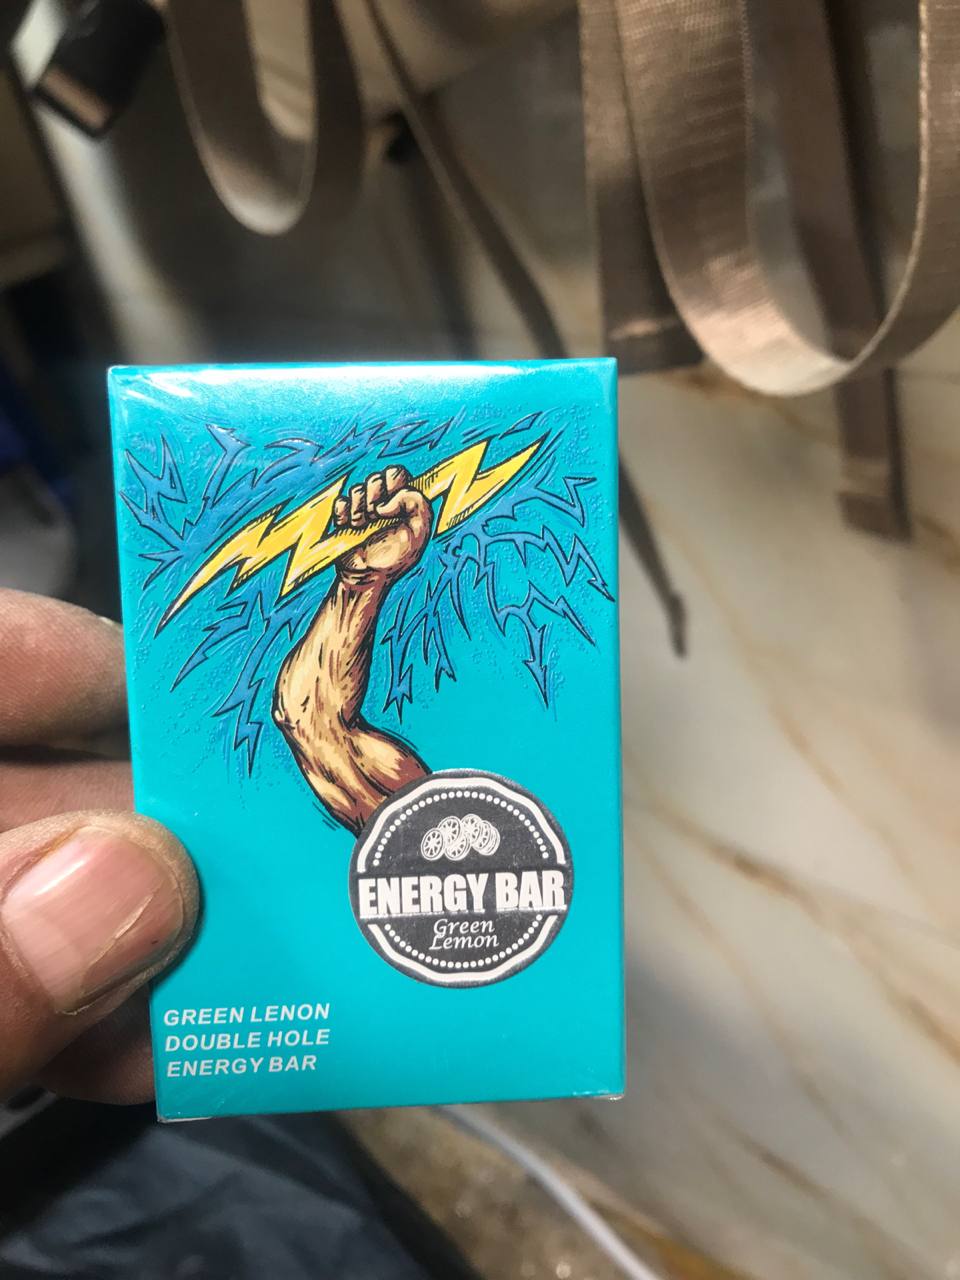 ENERGY BAR
Green
Lemon
GREEN LENON
DOUBLE HOLE
ENERGY BAR